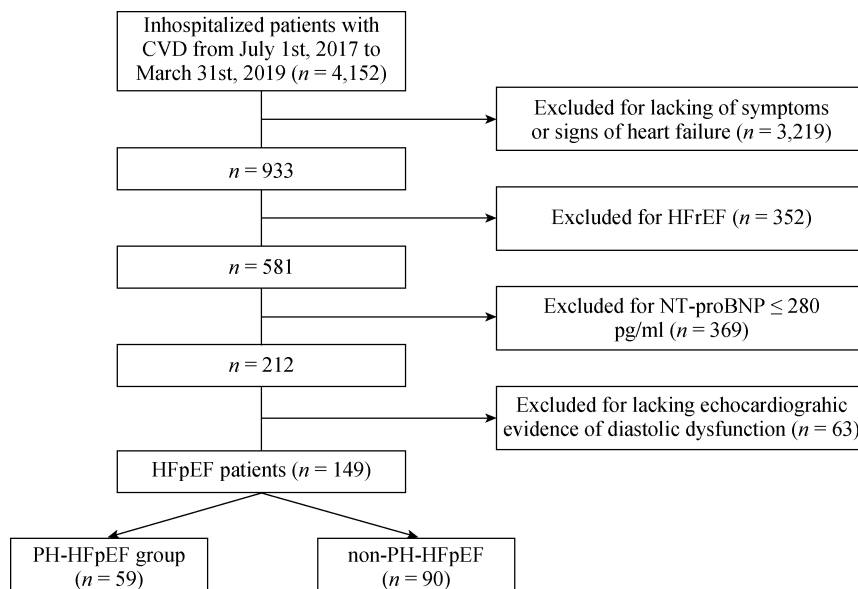 Inhospitalized patients with
CVD from July 1st, 2017 to
March 31st, 2019 (n = 4,152)
Excluded for lacking of symptoms
or signs of heart failure (n = 3,219)
n = 933
Excluded for HFrEF (n = 352)
n = 581
Excluded for NT-proBNP ≤ 280
pg/ml (n = 369)
n = 212
Excluded for lacking echocardiograhic
evidence of diastolic dysfunction (n = 63)
HFpEF patients (n = 149)
PH-HFpEF group
(n = 59)
non-PH-HFpEF
(n = 90)